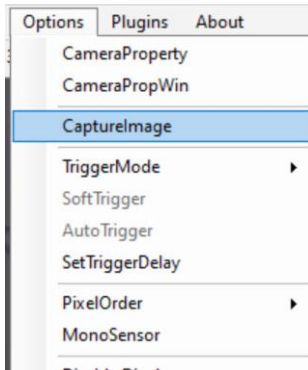 Options Plugins About
CameraProperty
CameraPropWin
CaptureImage
TriggerMode
SoftTrigger
AutoTrigger
SetTriggerDelay
PixelOrder
MonoSensor